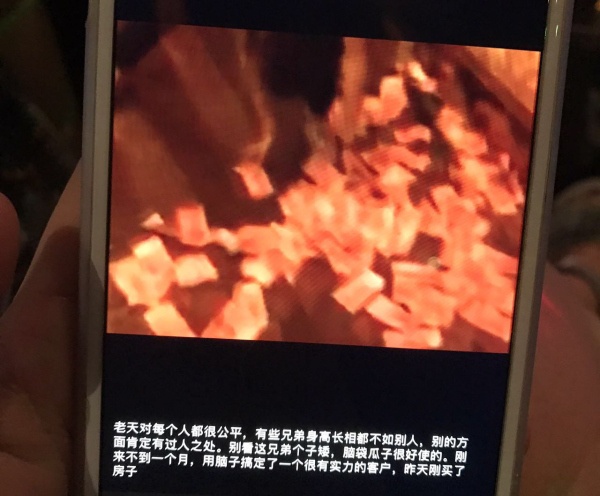 老天对每个人都很公平，有些兄弟身高长相都不如别人，别的方
面肯定有过人之处。别看这兄弟个子矮，脑袋瓜子很好使的。刚
来不到一个月，用脑子搞定了一个很有实力的客户，昨天刚买了
房子